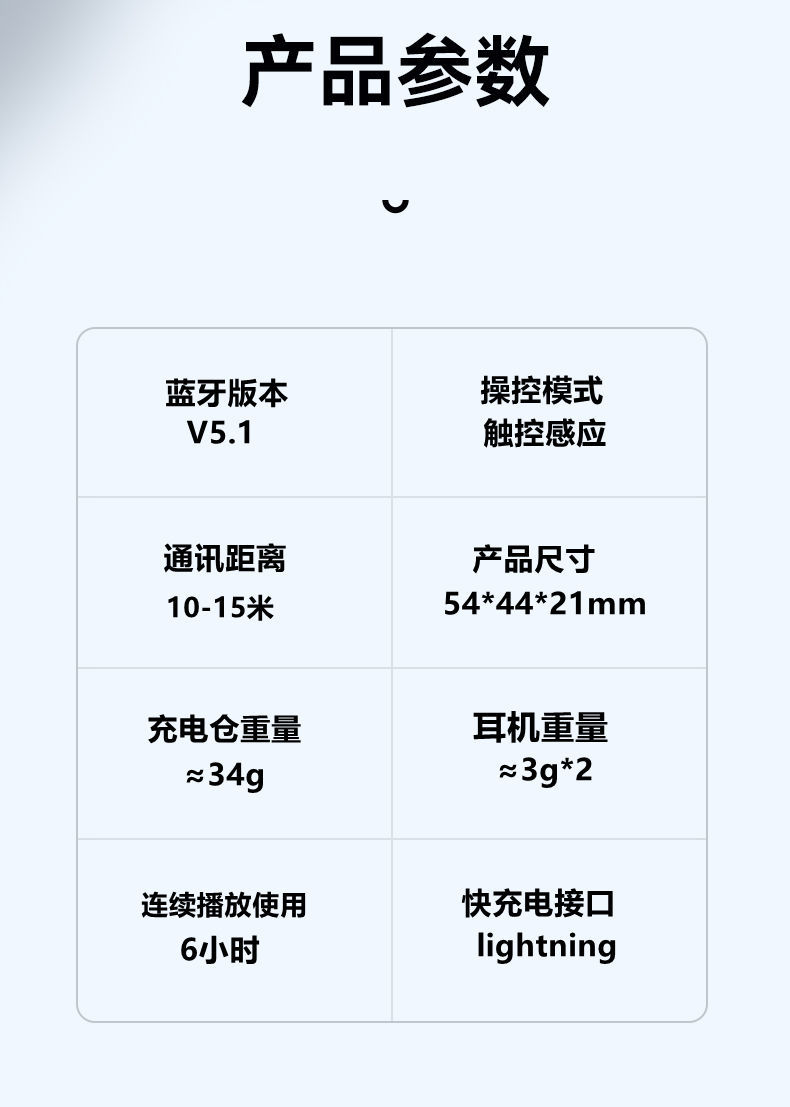 产品参数
蓝牙版本
V5.1
操控模式
触控感应
通讯距离
10-15米
产品尺寸
54*44*21mm
充电仓重量
≈34g
耳机重量
≈3g*2
连续播放使用
6小时
快充电接口
lightning